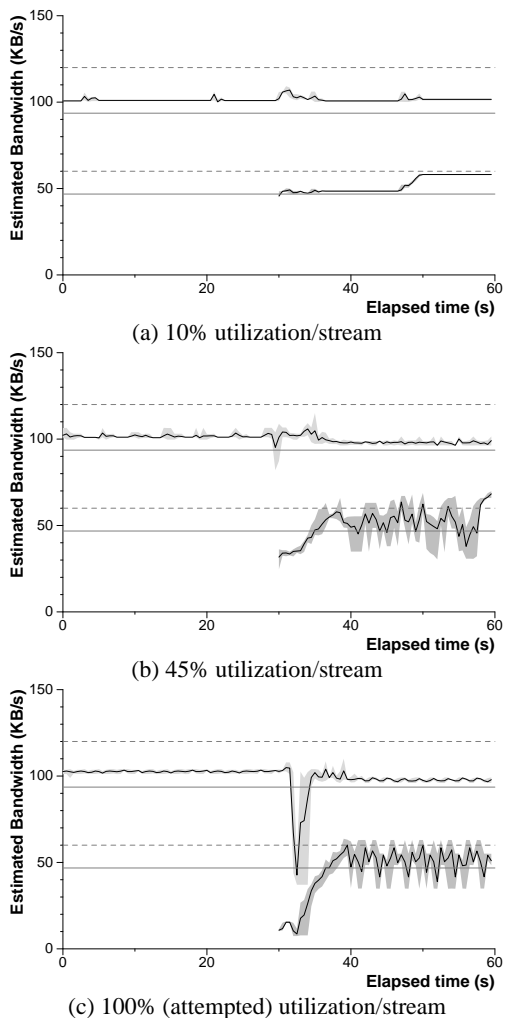 Estimated Bandwidth (KB/s)
150
100
50
0
0
20
40
60
Elapsed time (s)
(a) 10% utilization/stream
Estimated Bandwidth (KB/s)
150
100
50
0
0
20
40
60
Elapsed time (s)
(b) 45% utilization/stream
Estimated Bandwidth (KB/s)
150
100
50
0
0
20
40
60
Elapsed time (s)
(c) 100% (attempted) utilization/stream